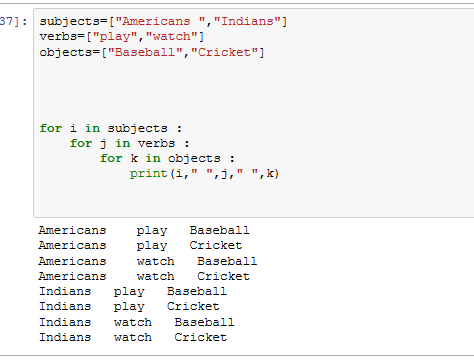 37]:
subjects=["Americans ","Indians"]
verbs=["play","watch"]
objects=["Baseball","Cricket"]
for i in subjects :
    for j in verbs :
        for k in objects :
            print(i," ",j," ",k)
Americans    play   Baseball
Americans    play   Cricket
Americans    watch   Baseball
Americans    watch   Cricket
Indians   play   Baseball
Indians   play   Cricket
Indians   watch   Baseball
Indians   watch   Cricket